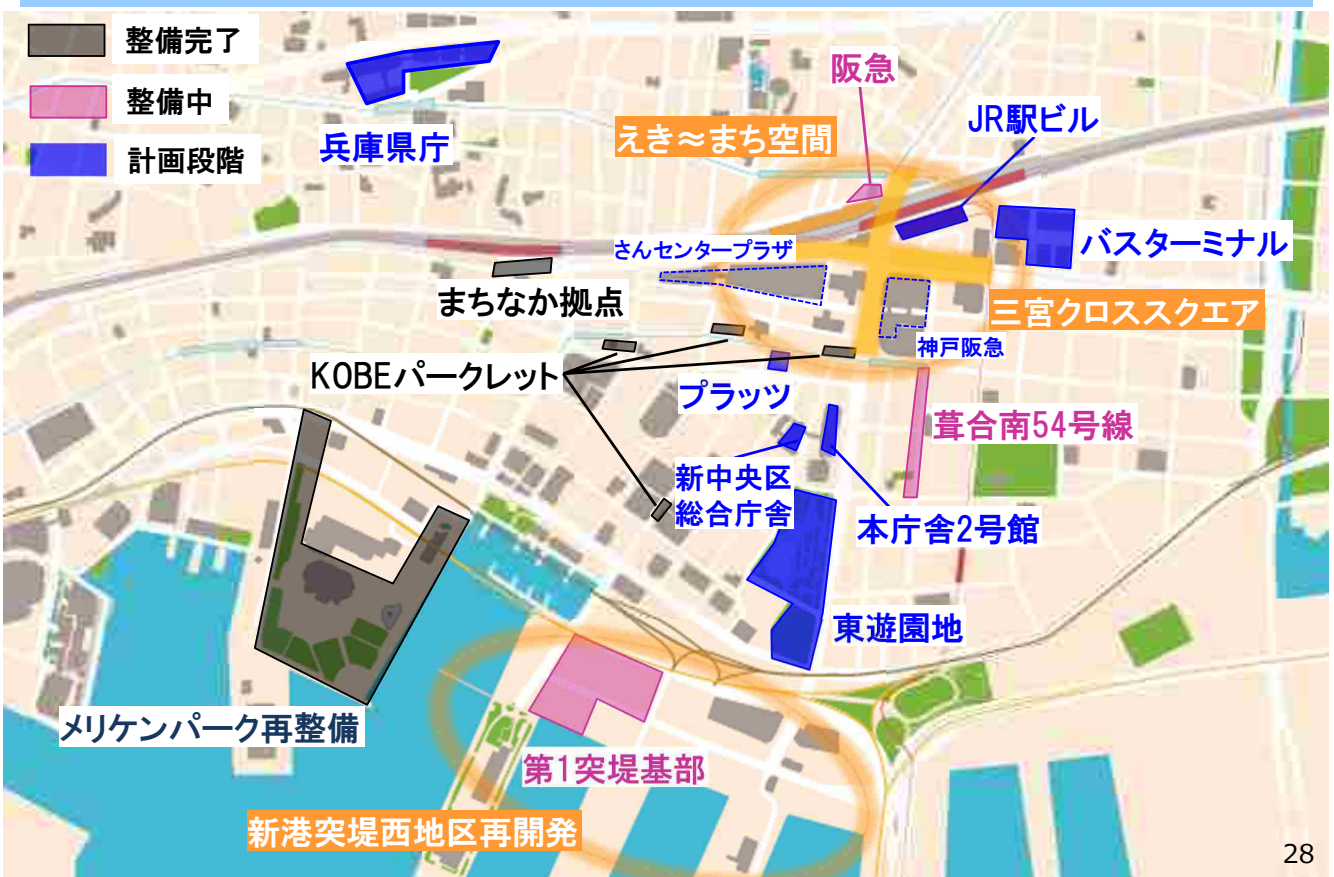 整備完了
整備中
計画段階
兵庫県庁
阪急
えき～まち空間
JR駅ビル
バスターミナル
さんセンタープラザ
まちなか拠点
三宮クロススクエア
神戸阪急
KOBEパークレット
プラッツ
葺合南54号線
新中央区
総合庁舎
本庁舎2号館
東遊園地
メリケンパーク再整備
第1突堤基部
新港突堤西地区再開発
28